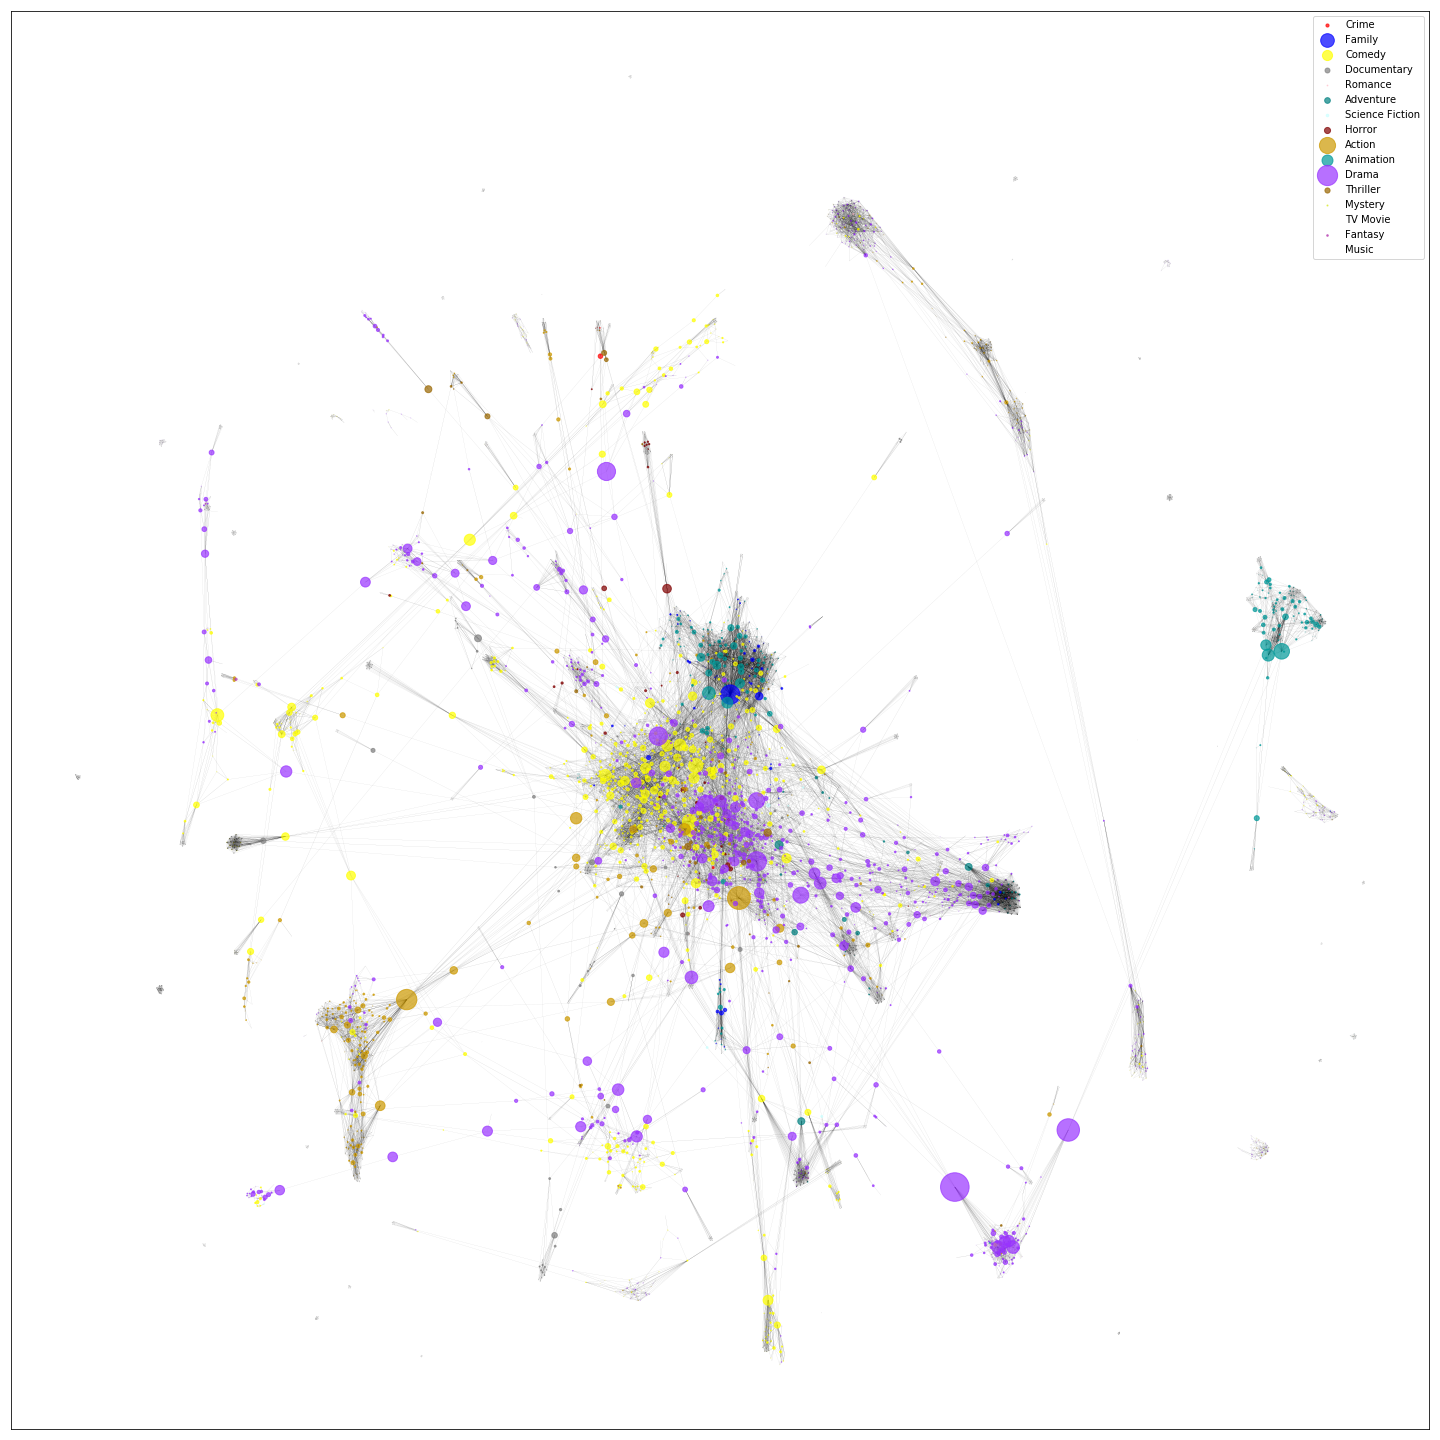 Crime
Family
Comedy
Documentary
Romance
Adventure
Science Fiction
Horror
Action
Animation
Drama
Thriller
Mystery
TV Movie
Fantasy
Music